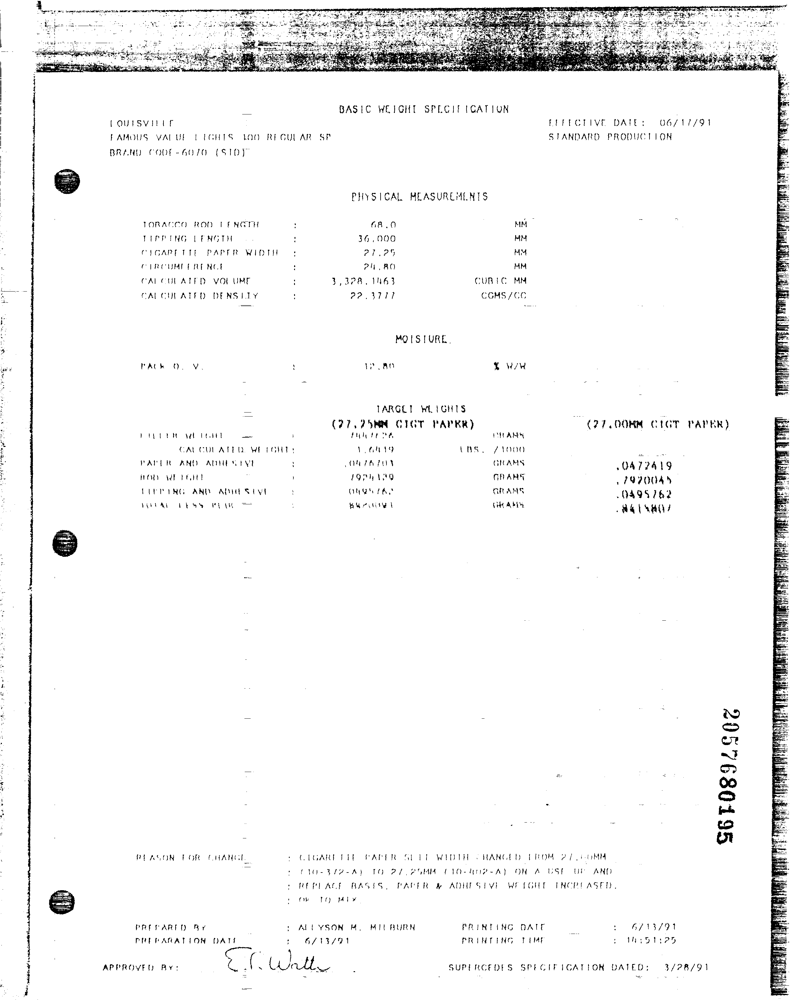 BASIC WEIGHT SPECIFICATION
LOUISVILLE EFFECTIVE DATE: 06/17/91
FAMOUS VALUE LIGHTS 100 REGULAR SP STANDARD PRODUCTION
BRAND CODE-6070 (STD)
PHYSICAL MEASUREMENTS
TOBACCO ROD LENGTH : 68.0 MM
TIPPING LENGTH : 36.000 MM
CIGARETTE PAPER WIDTH : 27.25 MM
CIRCUMFERENCE : 24.80 MM
CALCULATED VOLUME : 3,328.1463 CUBIC MM
CALCULATED DENSITY : 22.3777 CGMS/CC
MOISTURE
PACK O. V. : 12.80 % W/W
TARGET WEIGHTS
(27.25MM CIGT PAPER) (27.00MM CIGT PAPER)
FILLER WEIGHT : GRAMS
CALCULATED WEIGHT: 1.6419 LBS. /1000
PAPER AND ADHESIVE : .0476703 GRAMS .0472419
ROD WEIGHT : .7924329 GRAMS .7920045
TIPPING AND ADHESIVE : .0495762 GRAMS .0495762
TOTAL LESS PLUG : GRAMS .8415807
2057680195
REASON FOR CHANGE : CIGARETTE PAPER SLIT WIDTH CHANGED FROM 27.00MM
: (10-372-A) TO 27.25MM (10-402-A) ON A USE UP AND
: REPLACE BASIS. PAPER & ADHESIVE WEIGHT INCREASED.
: OK TO MIX.
PREPARED BY : ALLYSON M. MILBURN PRINTING DATE : 6/13/91
PREPARATION DATE : 6/13/91 PRINTING TIME : 10:51:25
APPROVED BY: SUPERCEDES SPECIFICATION DATED: 3/28/91